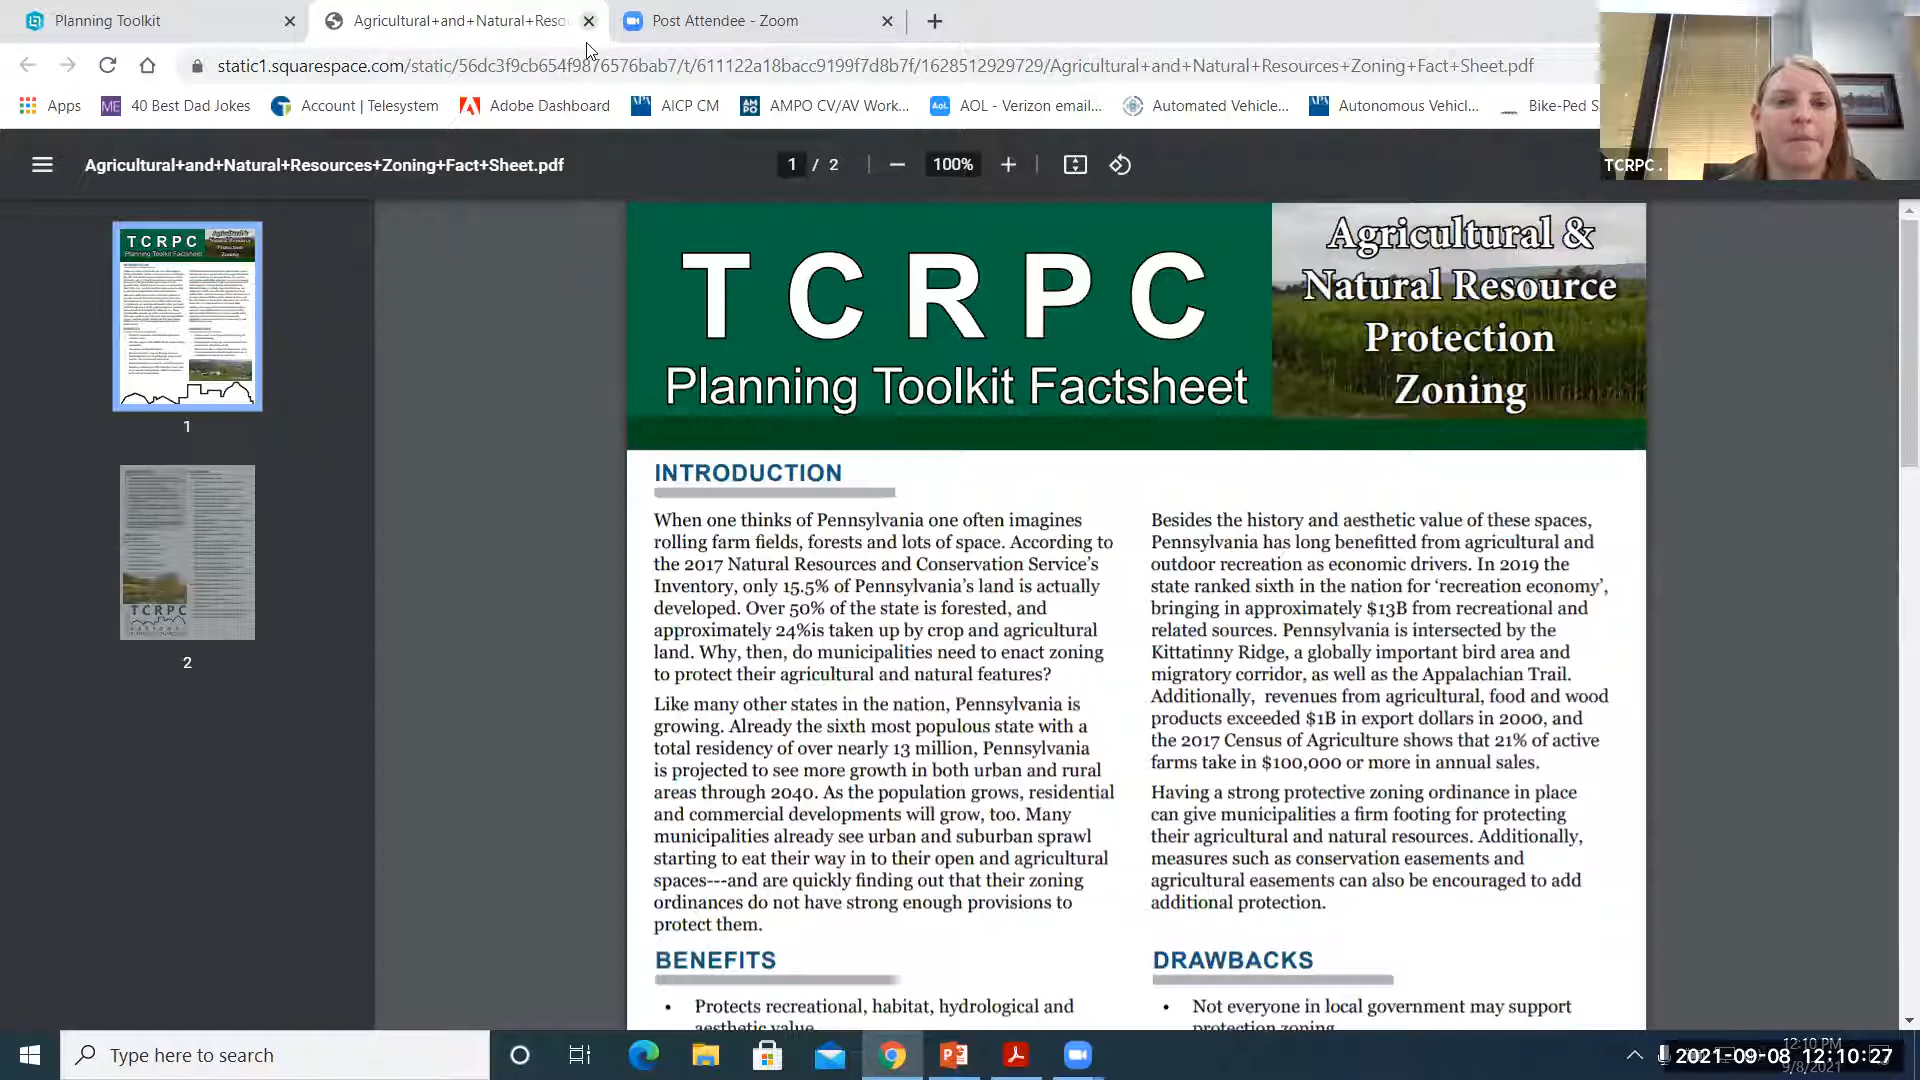 Planning Toolkit
Agricultural+and+Natural+Reso
Post Attendee - Zoom
static1.squarespace.com/static/56dc3f9cb654f9876576bab7/t/611122a18bacc9199f7d8b7f/1628512929729/Agricultural+and+Natural+Resources+Zoning+Fact+Sheet.pdf
Apps
40 Best Dad Jokes
Account | Telesystem
Adobe Dashboard
AICP CM
AMPO CV/AV Work...
AOL - Verizon email...
Automated Vehicle...
Autonomous Vehicl...
Bike-Ped S
TCRPC .
Agricultural+and+Natural+Resources+Zoning+Fact+Sheet.pdf
1 / 2
100%
TCRPC
Planning Toolkit Factsheet
Agricultural &
Natural Resource
Protection
Zoning
1
TCRPC
2
T C R P C
Planning Toolkit Factsheet
Agricultural &
Natural Resource
Protection
Zoning
INTRODUCTION
When one thinks of Pennsylvania one often imagines
rolling farm fields, forests and lots of space. According to
the 2017 Natural Resources and Conservation Service's
Inventory, only 15.5% of Pennsylvania's land is actually
developed. Over 50% of the state is forested, and
approximately 24%is taken up by crop and agricultural
land. Why, then, do municipalities need to enact zoning
to protect their agricultural and natural features?
Like many other states in the nation, Pennsylvania is
growing. Already the sixth most populous state with a
total residency of over nearly 13 million, Pennsylvania
is projected to see more growth in both urban and rural
areas through 2040. As the population grows, residential
and commercial developments will grow, too. Many
municipalities already see urban and suburban sprawl
starting to eat their way in to their open and agricultural
spaces---and are quickly finding out that their zoning
ordinances do not have strong enough provisions to
protect them.
Besides the history and aesthetic value of these spaces,
Pennsylvania has long benefitted from agricultural and
outdoor recreation as economic drivers. In 2019 the
state ranked sixth in the nation for 'recreation economy',
bringing in approximately $13B from recreational and
related sources. Pennsylvania is intersected by the
Kittatinny Ridge, a globally important bird area and
migratory corridor, as well as the Appalachian Trail.
Additionally, revenues from agricultural, food and wood
products exceeded $1B in export dollars in 2000, and
the 2017 Census of Agriculture shows that 21% of active
farms take in $100,000 or more in annual sales.
Having a strong protective zoning ordinance in place
can give municipalities a firm footing for protecting
their agricultural and natural resources. Additionally,
measures such as conservation easements and
agricultural easements can also be encouraged to add
additional protection.
BENEFITS
• Protects recreational, habitat, hydrological and
aesthetic value
DRAWBACKS
• Not everyone in local government may support
protection zoning
Type here to search
12:10 PM
2021-09-08 12:10:27
9/8/2021